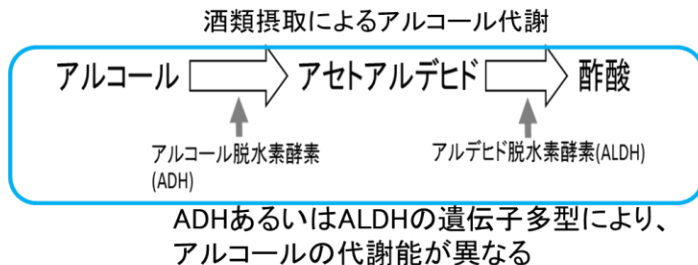 酒類摂取によるアルコール代謝
アルコール アセトアルデヒド 酢酸
アルコール脱水素酵素 アルデヒド脱水素酵素(ALDH)
(ADH)
ADHあるいはALDHの遺伝子多型により、
アルコールの代謝能が異なる